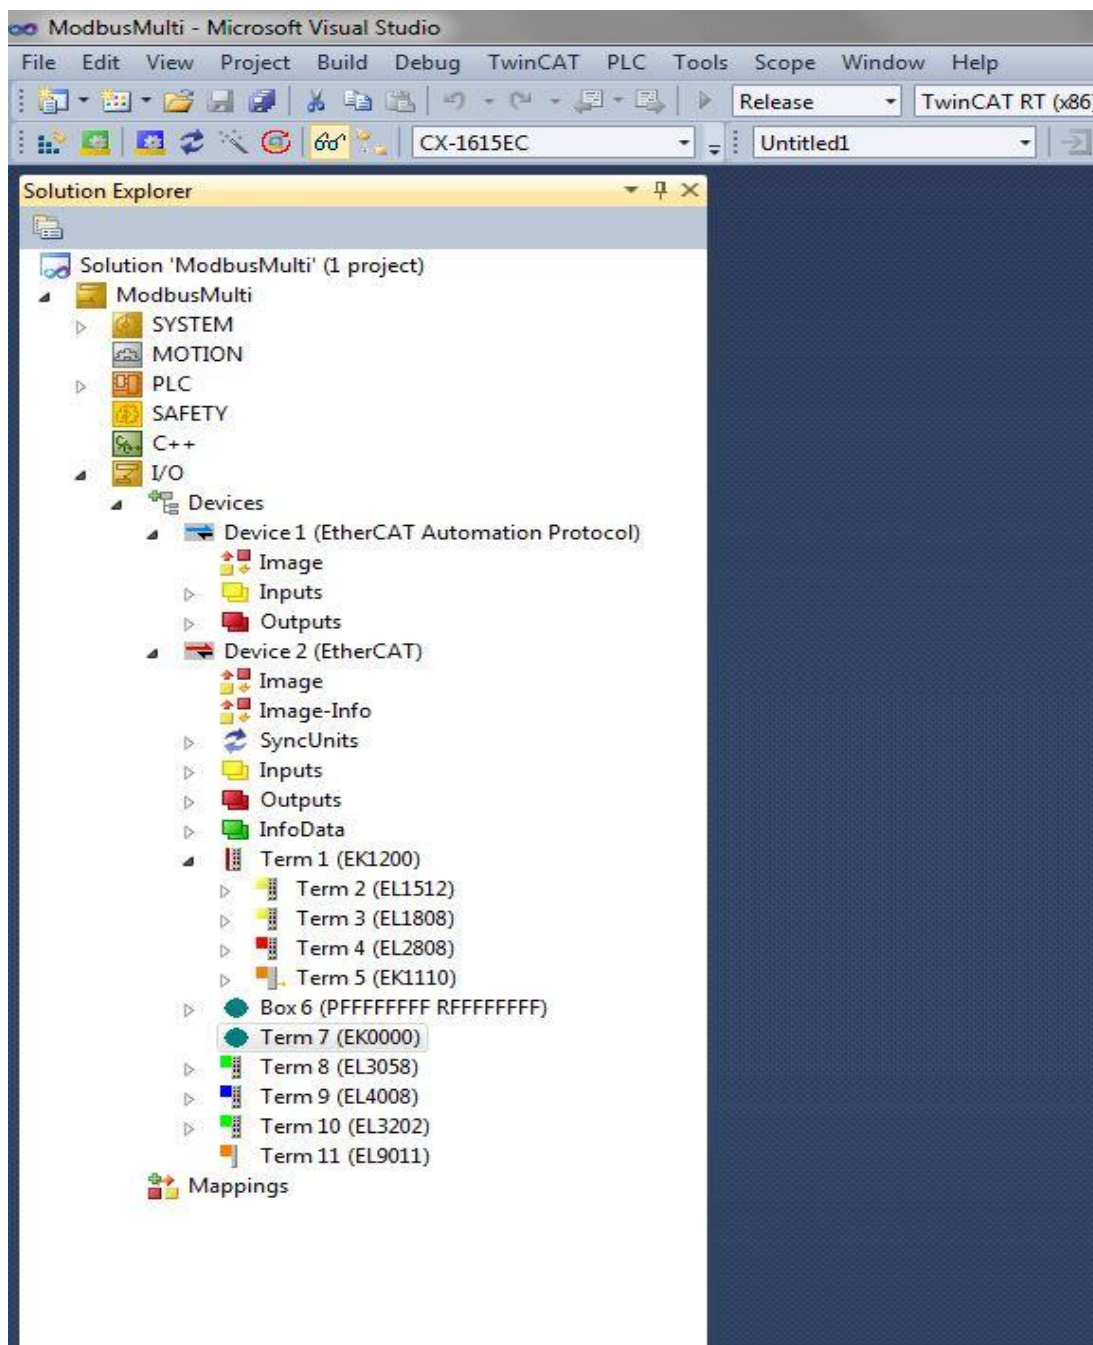 ModbusMulti - Microsoft Visual Studio
File Edit View Project Build Debug TwinCAT PLC Tools Scope Window Help
Release TwinCAT RT (x86)
CX-1615EC Untitled1
Solution Explorer
Solution 'ModbusMulti' (1 project)
ModbusMulti
SYSTEM
MOTION
PLC
SAFETY
C++
I/O
Devices
Device 1 (EtherCAT Automation Protocol)
Image
Inputs
Outputs
Device 2 (EtherCAT)
Image
Image-Info
SyncUnits
Inputs
Outputs
InfoData
Term 1 (EK1200)
Term 2 (EL1512)
Term 3 (EL1808)
Term 4 (EL2808)
Term 5 (EK1110)
Box 6 (PFFFFFFFF RFFFFFFFF)
Term 7 (EK0000)
Term 8 (EL3058)
Term 9 (EL4008)
Term 10 (EL3202)
Term 11 (EL9011)
Mappings